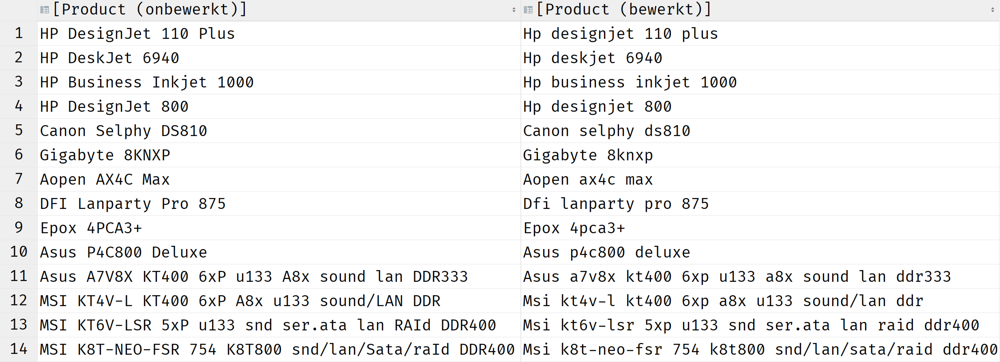 [Product (onbewerkt)] [Product (bewerkt)]
1 HP DesignJet 110 Plus Hp designjet 110 plus
2 HP DeskJet 6940 Hp deskjet 6940
3 HP Business Inkjet 1000 Hp business inkjet 1000
4 HP DesignJet 800 Hp designjet 800
5 Canon Selphy DS810 Canon selphy ds810
6 Gigabyte 8KNXP Gigabyte 8knxp
7 Aopen AX4C Max Aopen ax4c max
8 DFI Lanparty Pro 875 Dfi lanparty pro 875
9 Epox 4PCA3+ Epox 4pca3+
10 Asus P4C800 Deluxe Asus p4c800 deluxe
11 Asus A7V8X KT400 6xP u133 A8x sound lan DDR333 Asus a7v8x kt400 6xp u133 a8x sound lan ddr333
12 MSI KT4V-L KT400 6xP A8x u133 sound/LAN DDR Msi kt4v-l kt400 6xp a8x u133 sound/lan ddr
13 MSI KT6V-LSR 5xP u133 snd ser.ata lan RAId DDR400 Msi kt6v-lsr 5xp u133 snd ser.ata lan raid ddr400
14 MSI K8T-NEO-FSR 754 K8T800 snd/lan/Sata/raId DDR400 Msi k8t-neo-fsr 754 k8t800 snd/lan/sata/raid ddr400